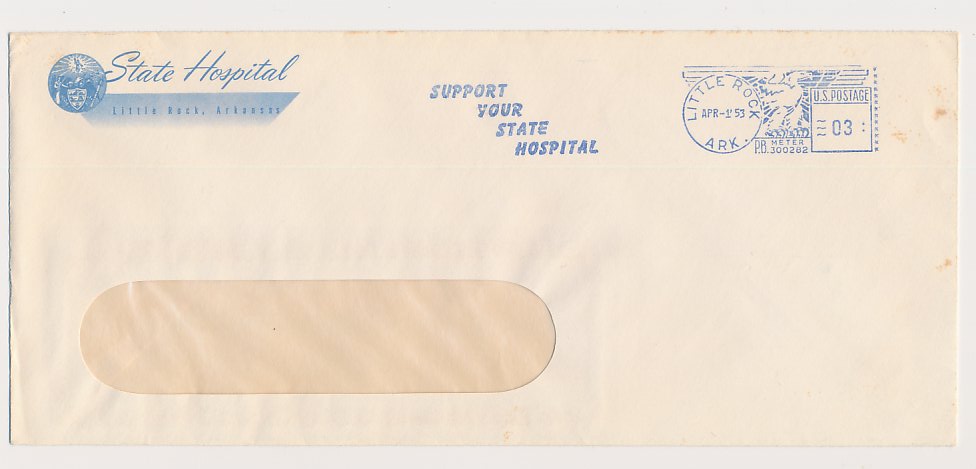 State Hospital
Little Rock, Arkansas
SUPPORT
YOUR
STATE
HOSPITAL
LITTLE ROCK
APR-1'53
ARK.
U.S. POSTAGE
03
P.B. METER
300282